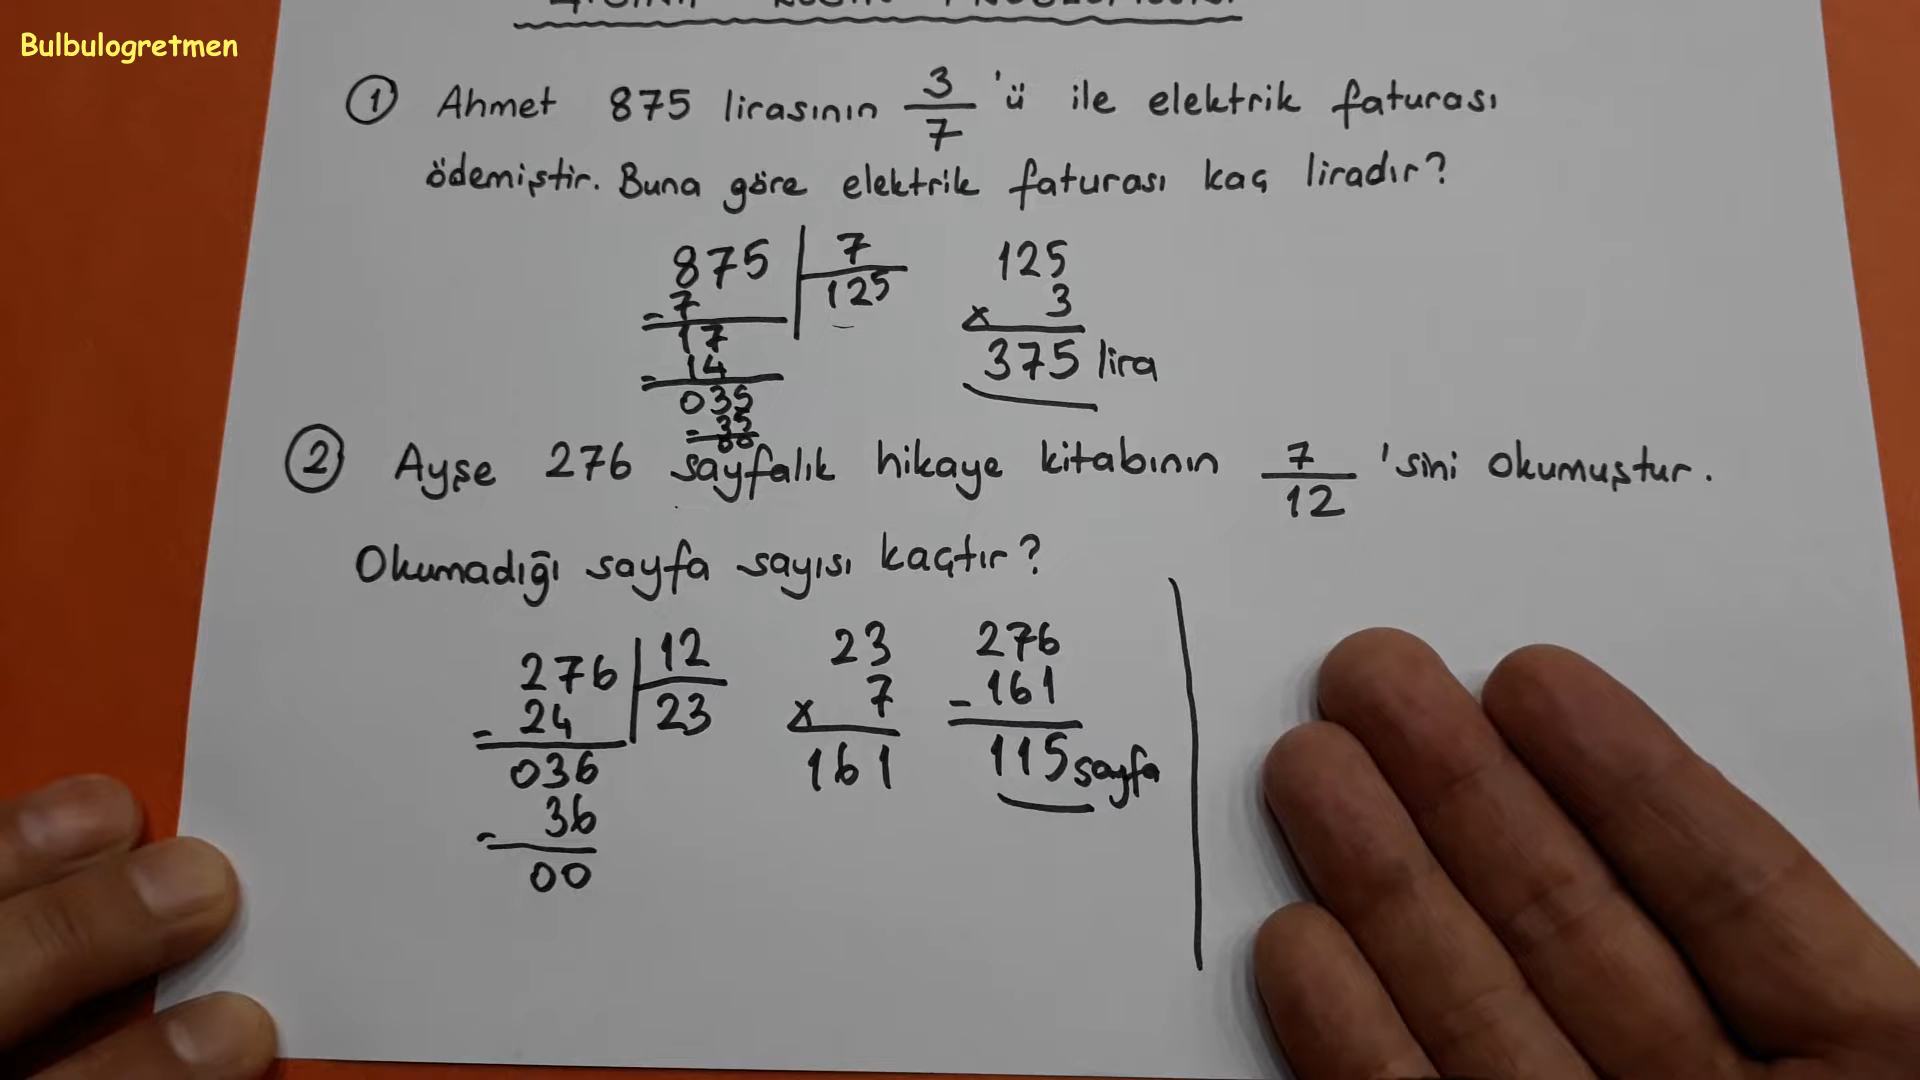 Bulbulogretmen
1 Ahmet 875 lirasının 3/7 'ü ile elektrik faturası
ödemiştir. Buna göre elektrik faturası kaç liradır?
875 | 7
125
- 7
17
- 14
035
- 35
00
125
x 3
375 lira
2 Ayşe 276 sayfalık hikaye kitabının 7/12 'sini okumuştur.
Okumadığı sayfa sayısı kaçtır?
276 | 12
23
- 24
036
- 36
00
23
x 7
161
276
- 161
115 sayfa